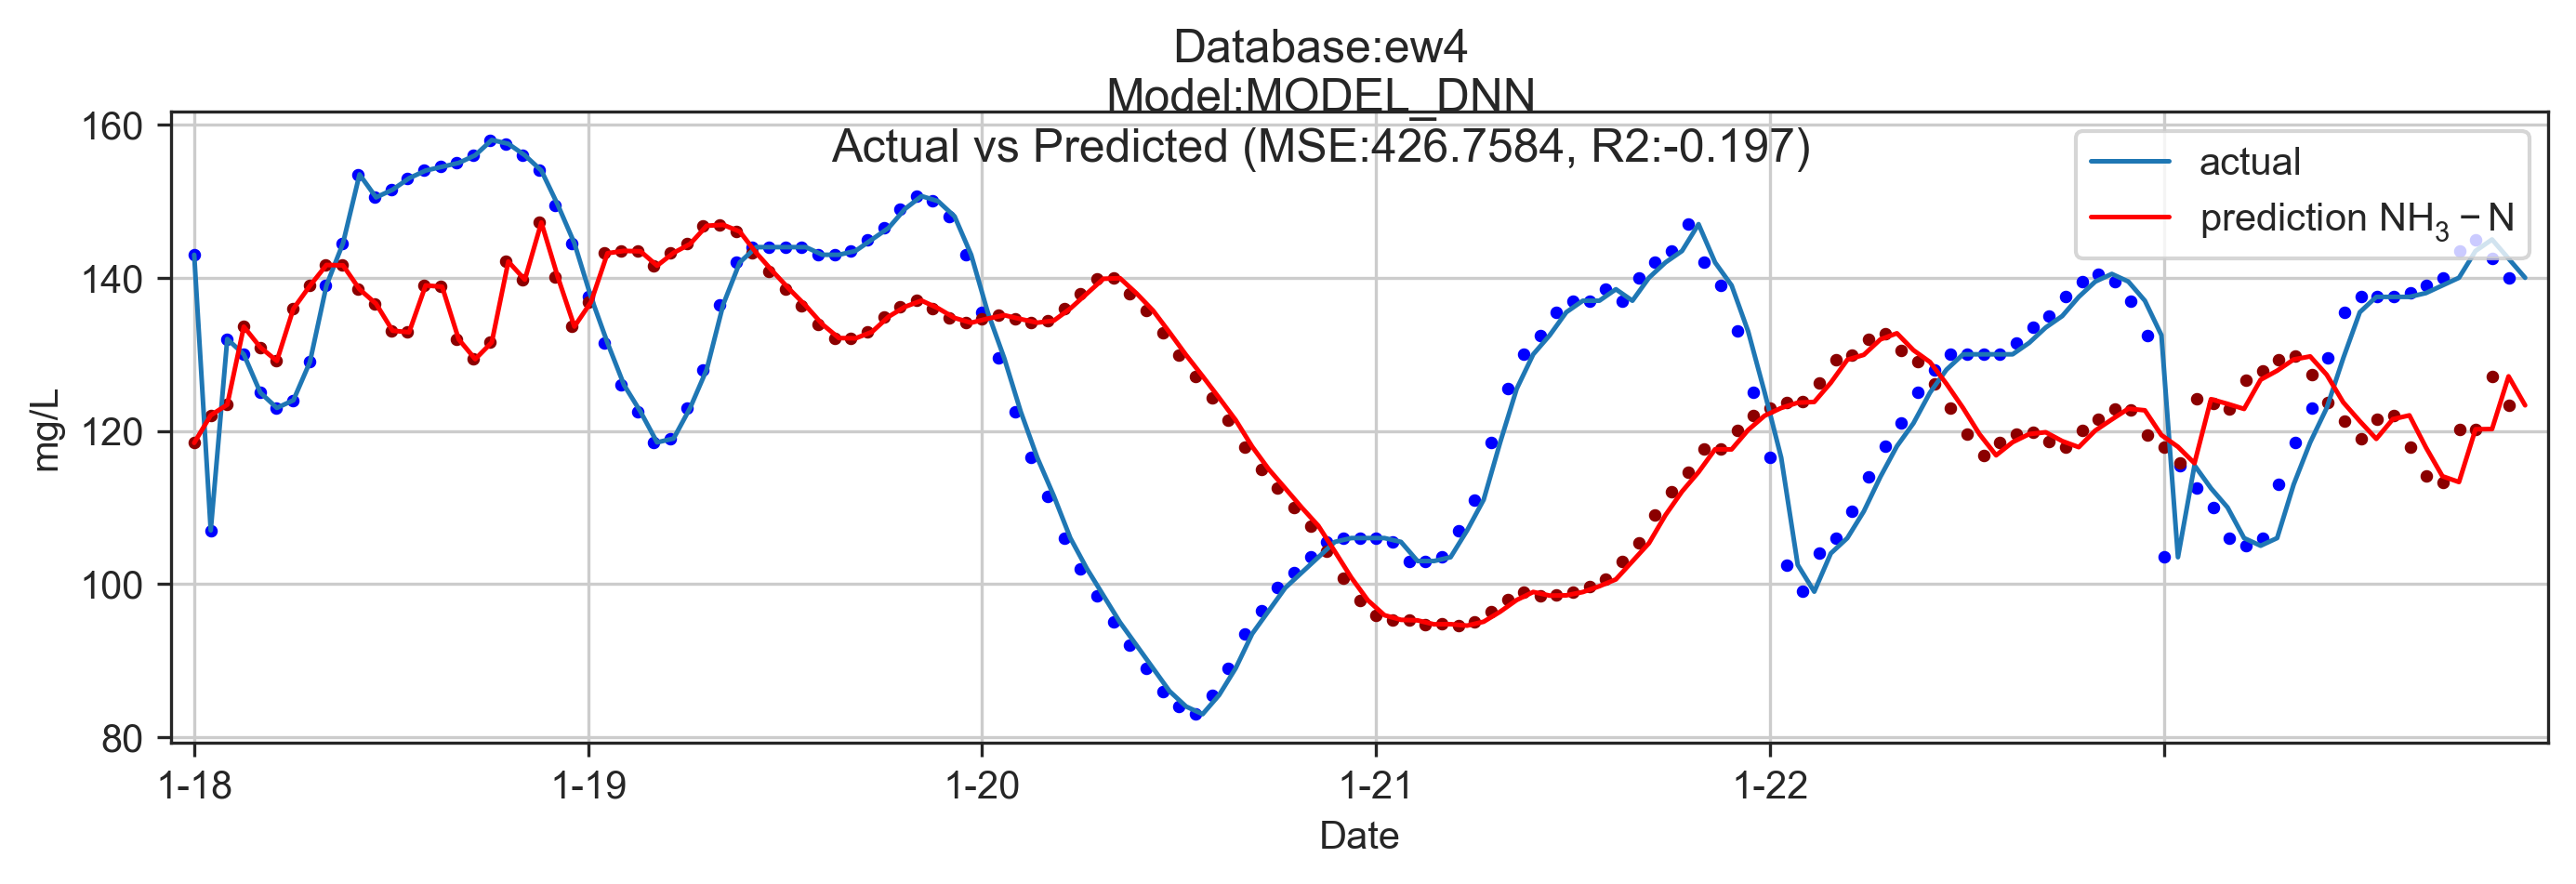 Database:ew4
Model:MODEL_DNN
Actual vs Predicted (MSE:426.7584, R2:-0.197)
160
140
120
100
80
mg/L
actual
prediction NH₃ − N
1-18
1-19
1-20
1-21
1-22
Date